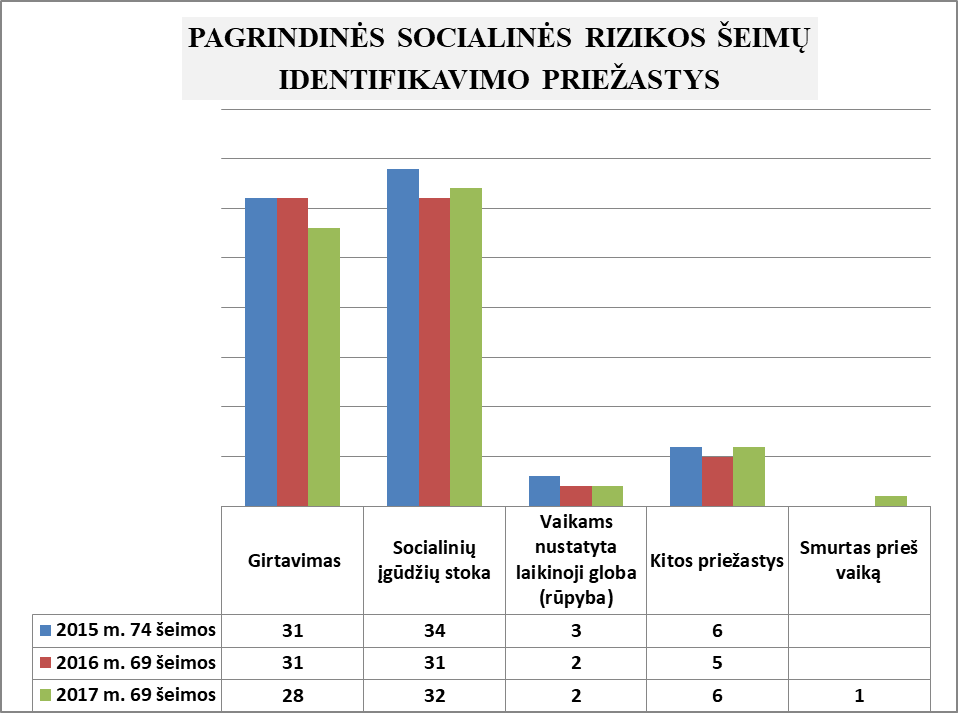 PAGRINDINĖS SOCIALINĖS RIZIKOS ŠEIMŲ
IDENTIFIKAVIMO PRIEŽASTYS
Girtavimas
Socialinių
įgūdžių stoka
Vaikams
nustatyta
laikinoji globa
(rūpyba)
Kitos priežastys
Smurtas prieš
vaiką
2015 m. 74 šeimos 31 34 3 6
2016 m. 69 šeimos 31 31 2 5
2017 m. 69 šeimos 28 32 2 6 1